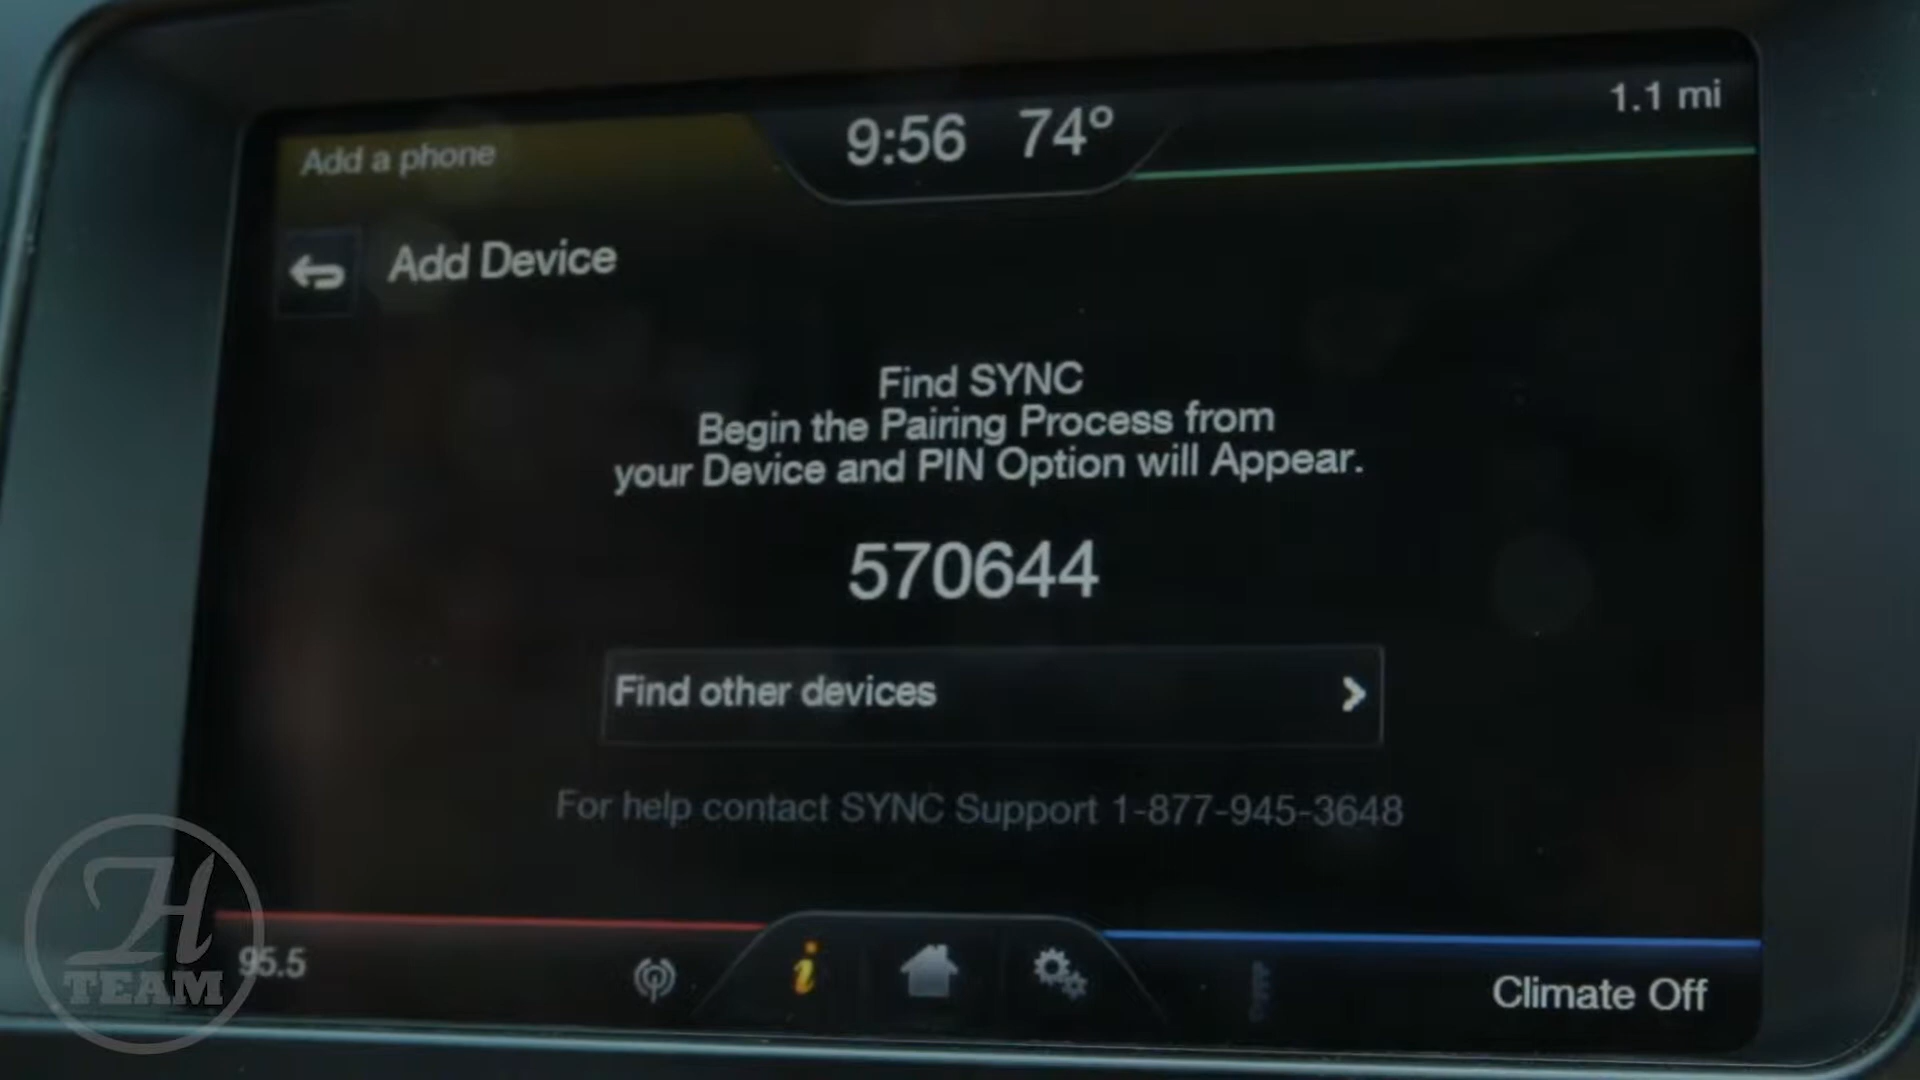 9:56 74°
1.1 mi
Add a phone
Add Device
Find SYNC
Begin the Pairing Process from
your Device and PIN Option will Appear.
570644
Find other devices
For help contact SYNC Support 1-877-945-3648
95.5
i
Climate Off
H
TEAM